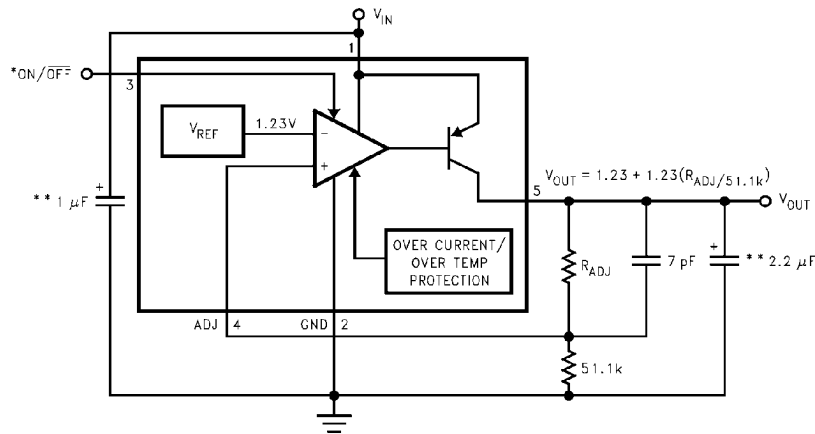 V_IN
1
*ON/OFF
3
V_REF
1.23V
−
+
V_OUT = 1.23 + 1.23(R_ADJ/51.1k)
5
V_OUT
+
** 1 μF
OVER CURRENT/
OVER TEMP
PROTECTION
R_ADJ
7 pF
+
** 2.2 μF
ADJ 4
GND 2
51.1k